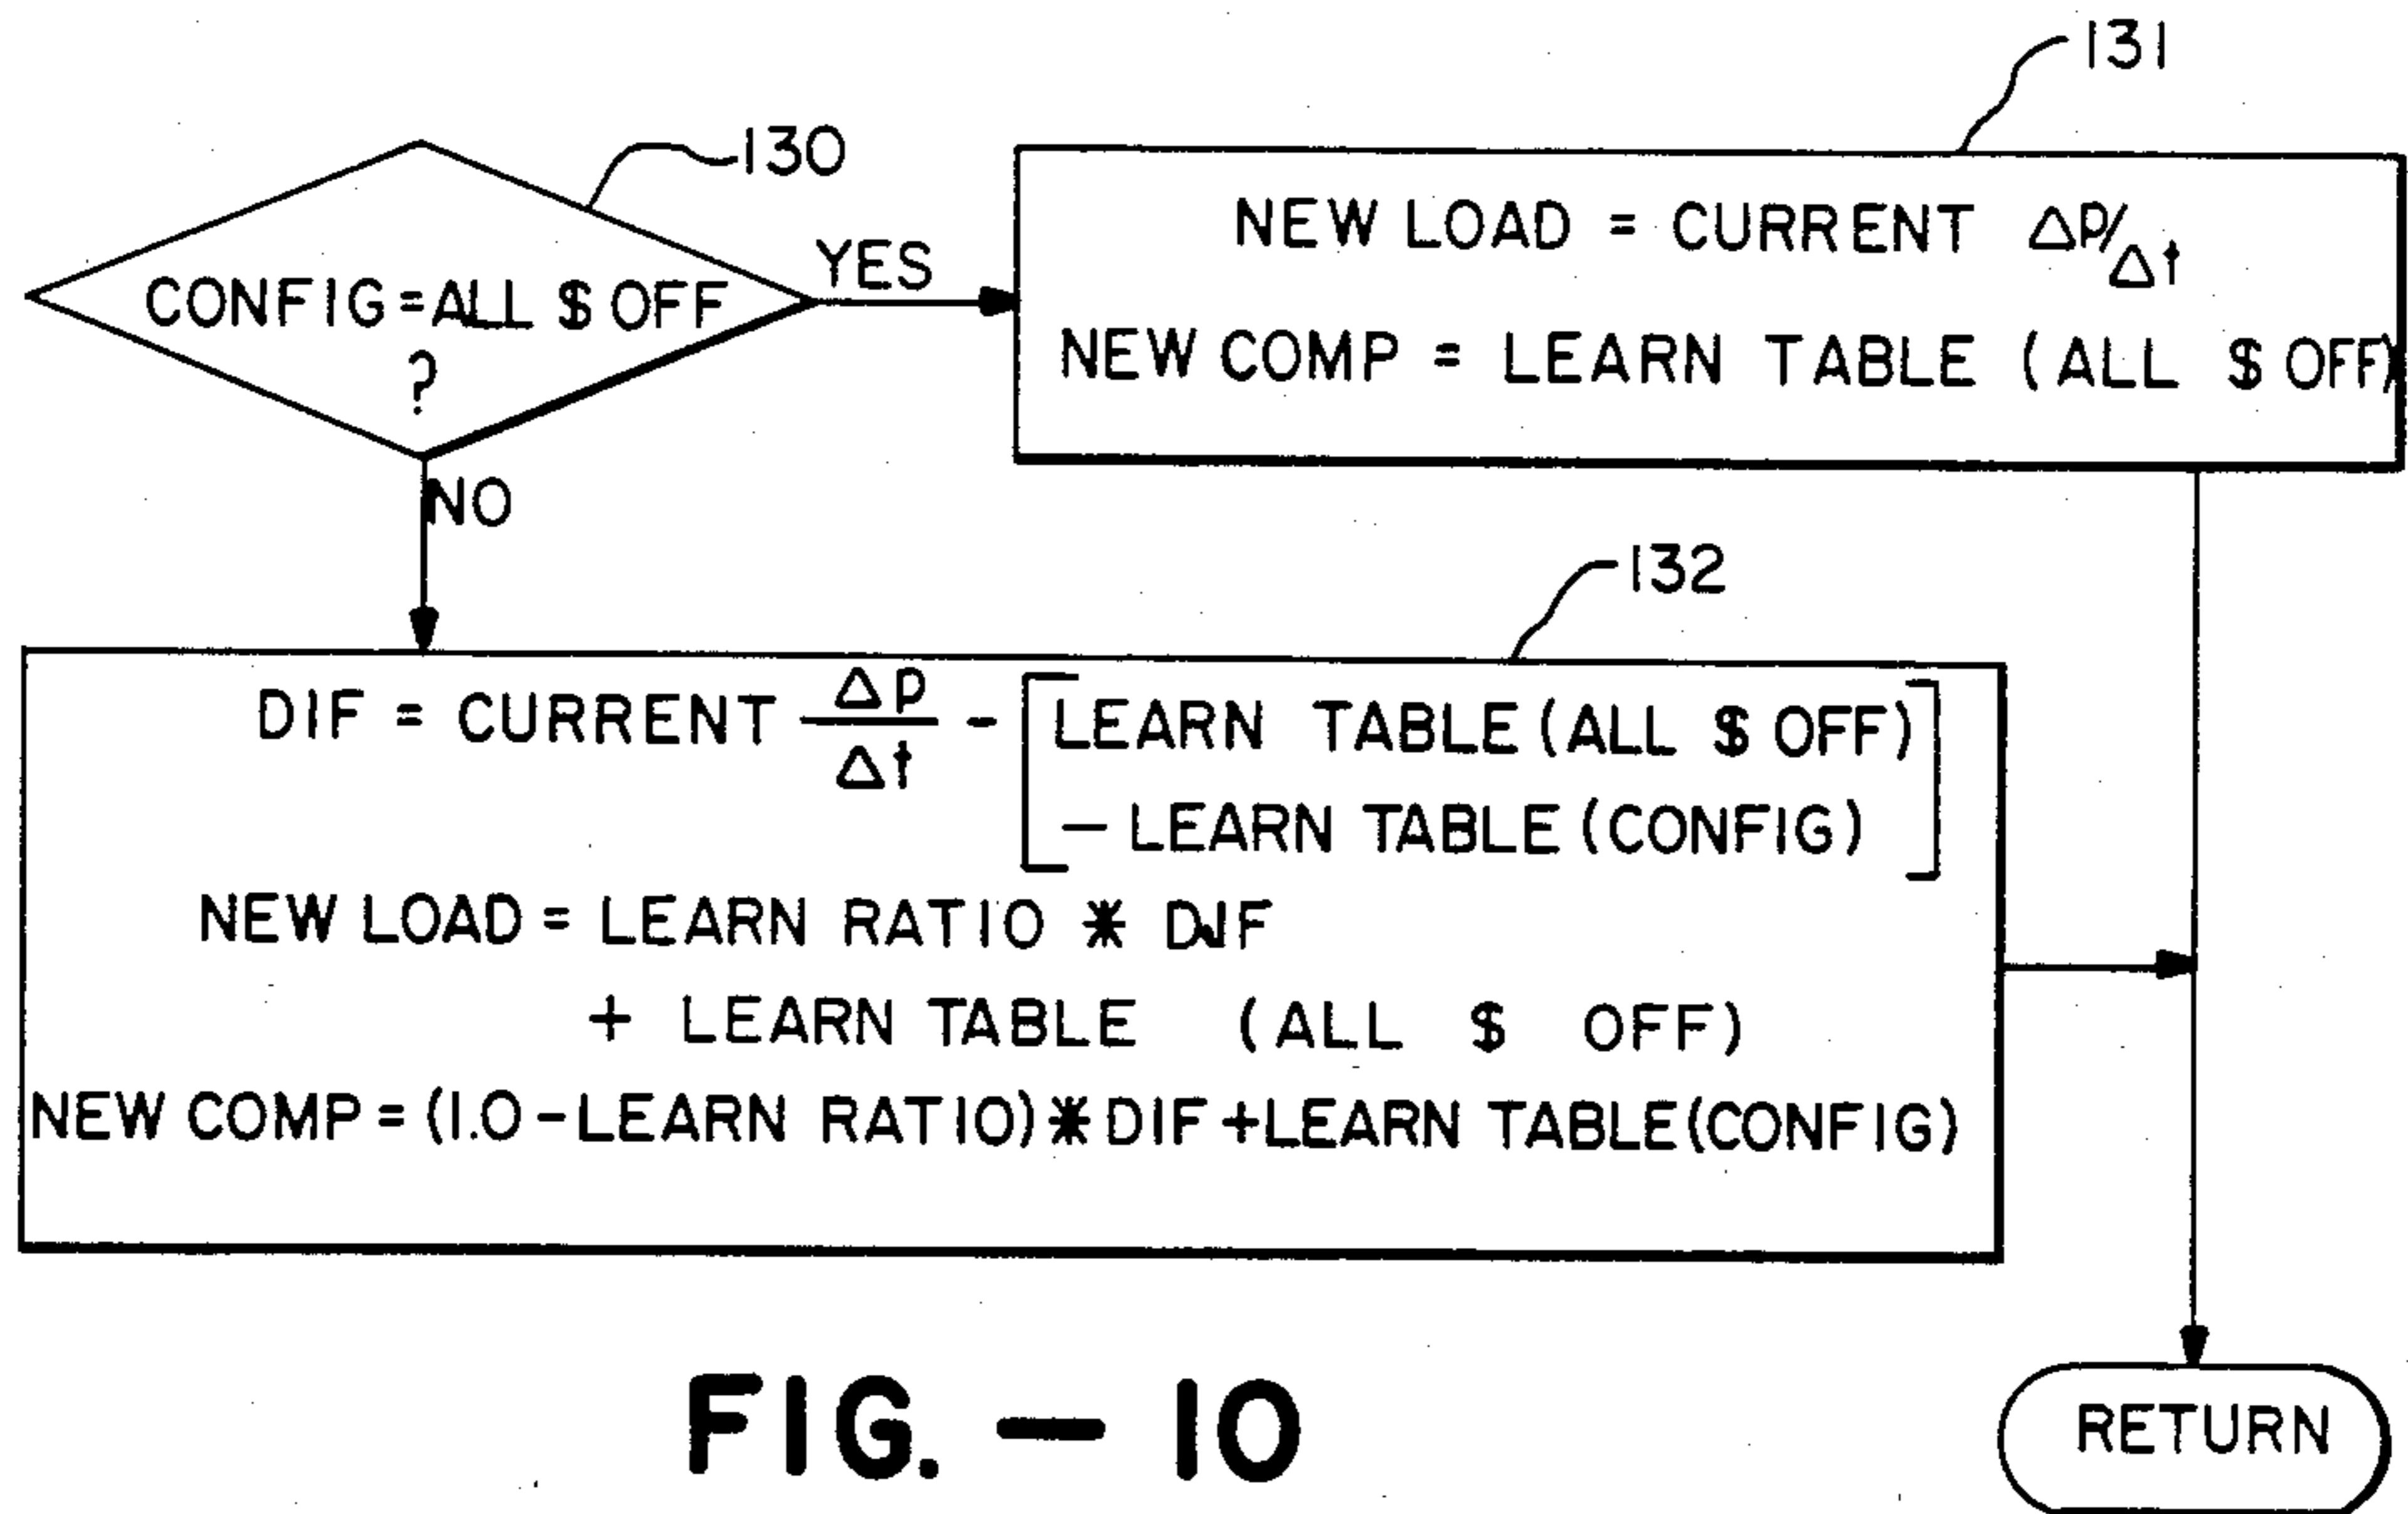 131
130
CONFIG=ALL $ OFF
?
YES
NEW LOAD = CURRENT Δp/Δt
NEW COMP = LEARN TABLE (ALL $ OFF)
NO
132
DIF = CURRENT Δp/Δt - [LEARN TABLE (ALL $ OFF)
- LEARN TABLE (CONFIG)]
NEW LOAD = LEARN RATIO * DIF
+ LEARN TABLE (ALL $ OFF)
NEW COMP = (1.0 - LEARN RATIO) * DIF + LEARN TABLE (CONFIG)
RETURN
FIG. — 10